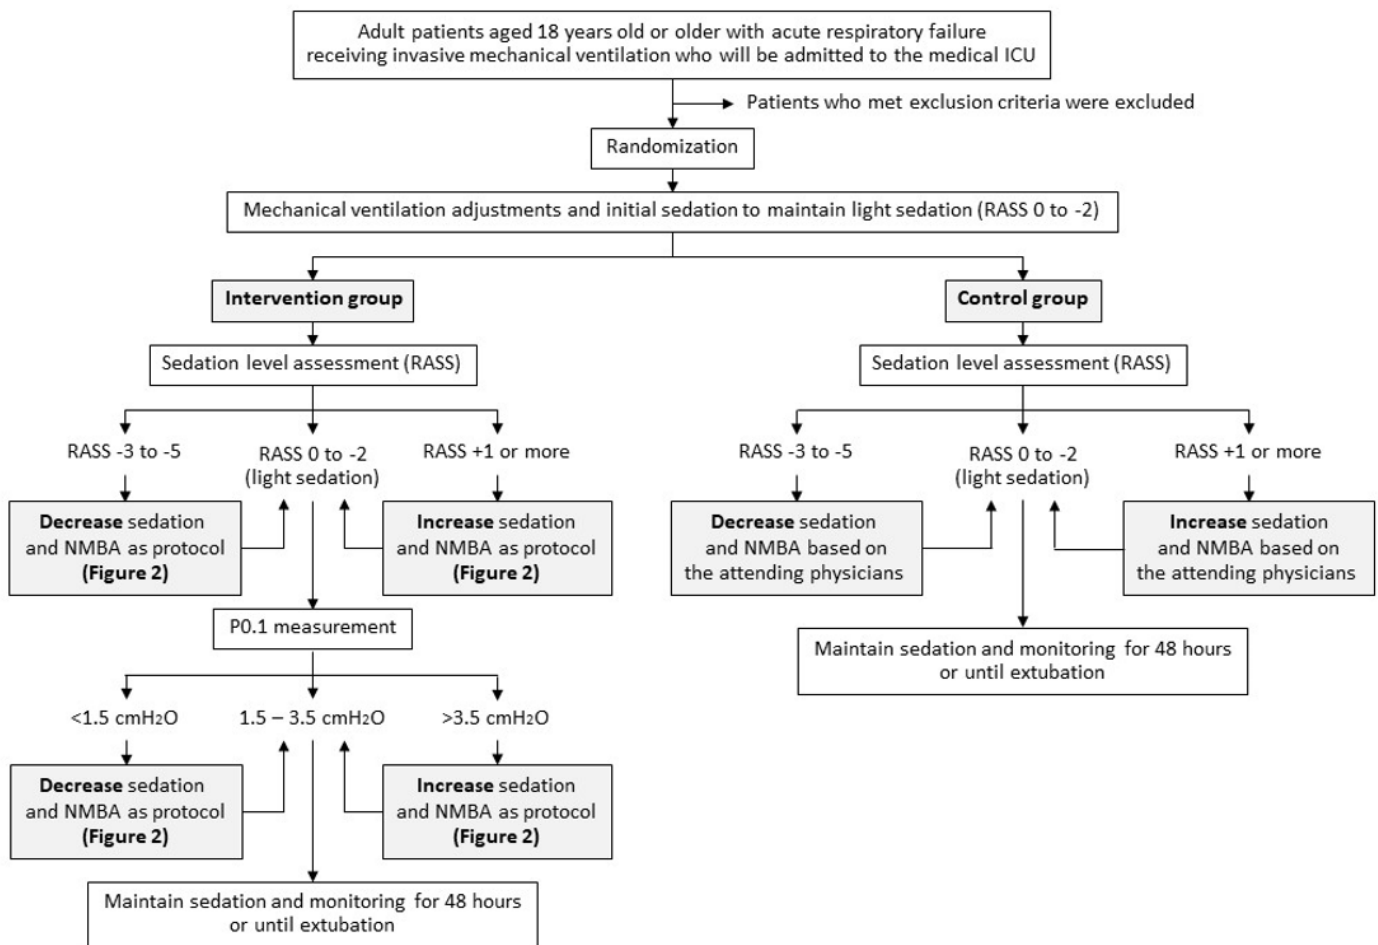 Adult patients aged 18 years old or older with acute respiratory failure
receiving invasive mechanical ventilation who will be admitted to the medical ICU
Patients who met exclusion criteria were excluded
Randomization
Mechanical ventilation adjustments and initial sedation to maintain light sedation (RASS 0 to -2)
Intervention group
Sedation level assessment (RASS)
RASS -3 to -5
RASS 0 to -2
(light sedation)
RASS +1 or more
Decrease sedation
and NMBA as protocol
(Figure 2)
Increase sedation
and NMBA as protocol
(Figure 2)
P0.1 measurement
<1.5 cmH2O
1.5 – 3.5 cmH2O
>3.5 cmH2O
Decrease sedation
and NMBA as protocol
(Figure 2)
Increase sedation
and NMBA as protocol
(Figure 2)
Maintain sedation and monitoring for 48 hours
or until extubation
Control group
Sedation level assessment (RASS)
RASS -3 to -5
RASS 0 to -2
(light sedation)
RASS +1 or more
Decrease sedation
and NMBA based on
the attending physicians
Increase sedation
and NMBA based on
the attending physicians
Maintain sedation and monitoring for 48 hours
or until extubation